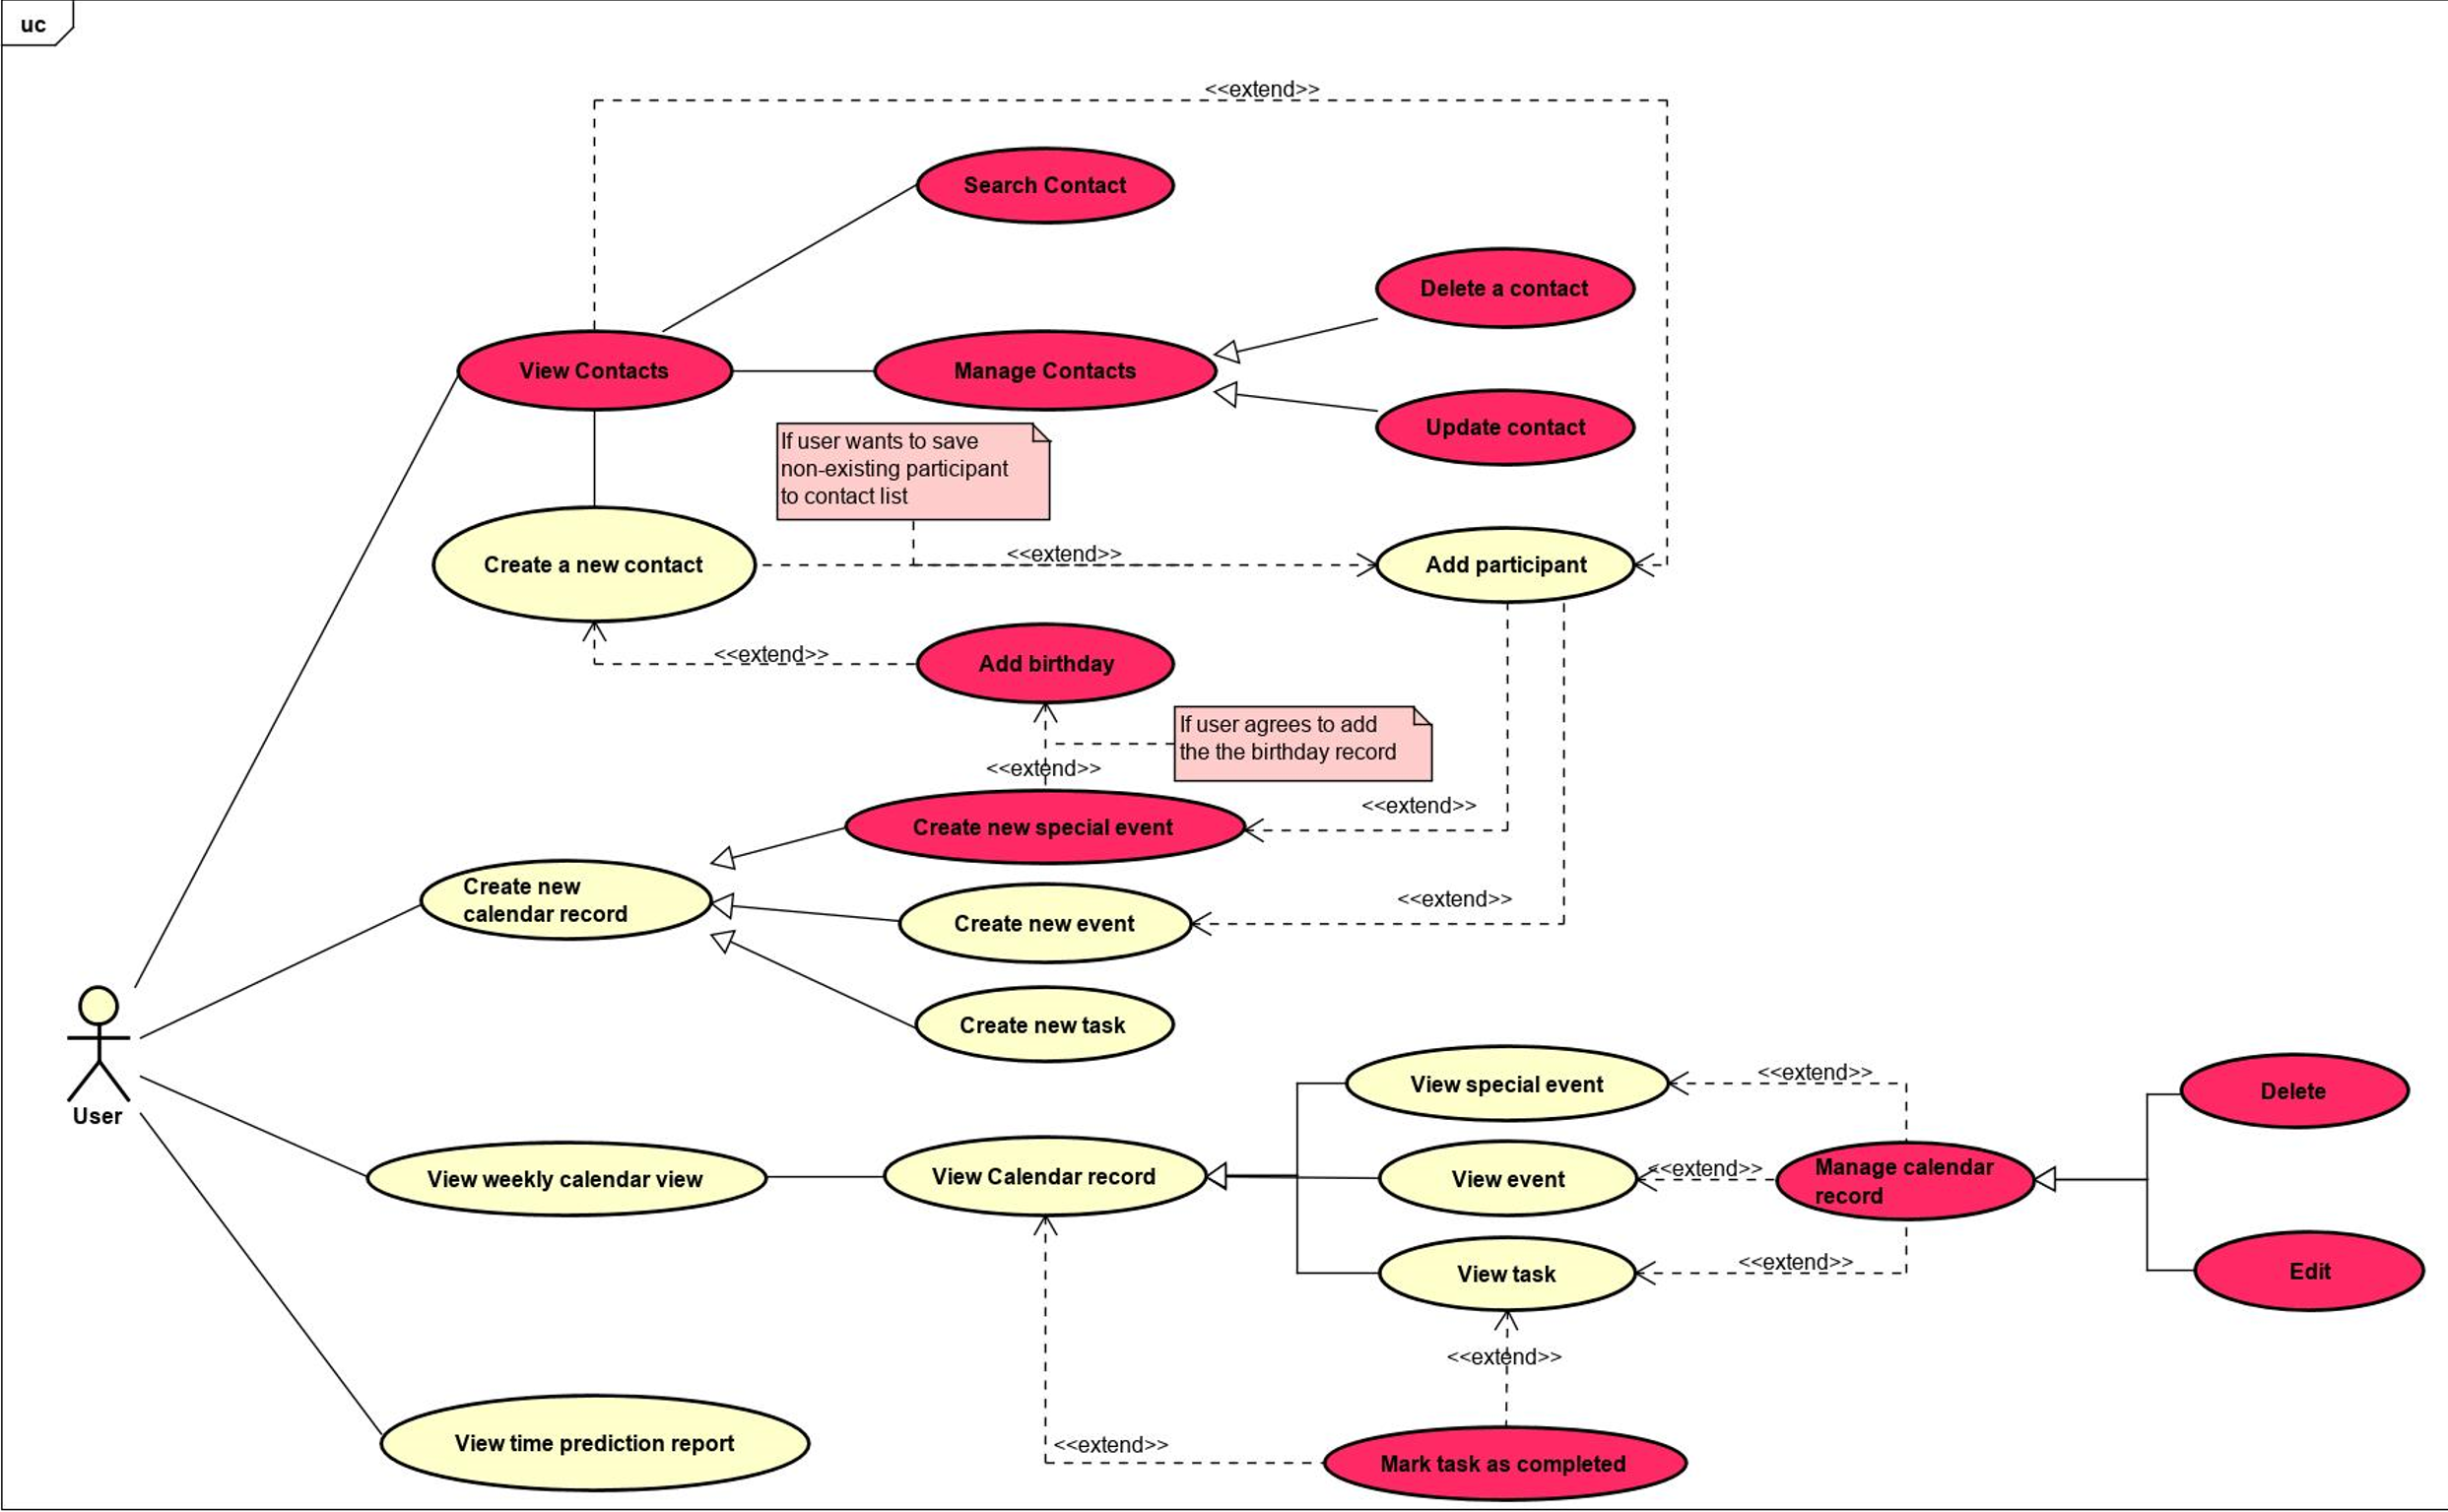 uc
<<extend>>
Search Contact
Delete a contact
View Contacts
Manage Contacts
Update contact
If user wants to save
non-existing participant
to contact list
<<extend>>
Create a new contact
Add participant
<<extend>>
Add birthday
If user agrees to add
the the birthday record
<<extend>>
<<extend>>
Create new special event
Create new
calendar record
<<extend>>
Create new event
Create new task
User
View special event
<<extend>>
Delete
View weekly calendar view
View Calendar record
View event
<<extend>>
Manage calendar
record
<<extend>>
View task
Edit
<<extend>>
View time prediction report
<<extend>>
Mark task as completed